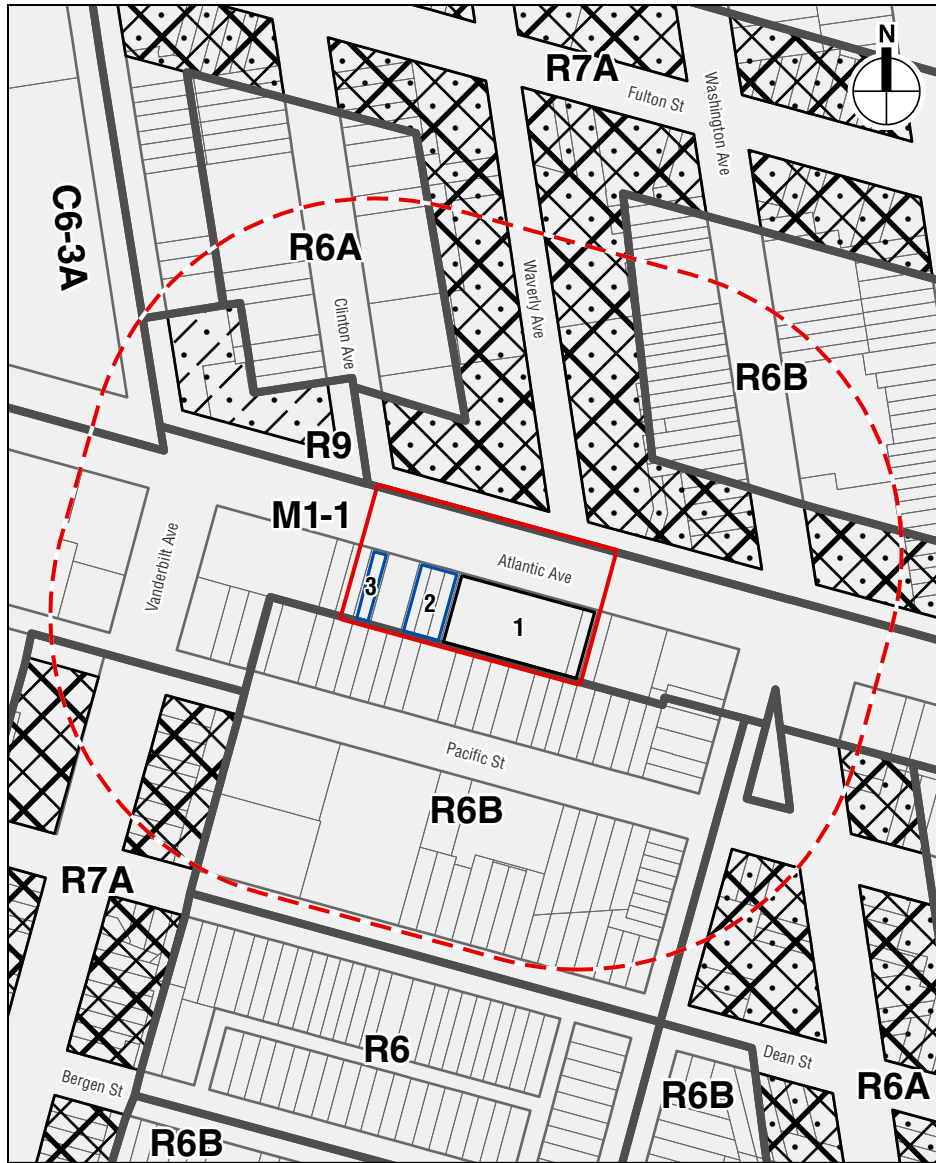 N
R7A
Fulton St
Washington Ave
C6-3A
R6A
Clinton Ave
Waverly Ave
R6B
R9
M1-1
Vanderbilt Ave
Atlantic Ave
3
2
1
Pacific St
R6B
R7A
R6
Dean St
Bergen St
R6B
R6A
R6B